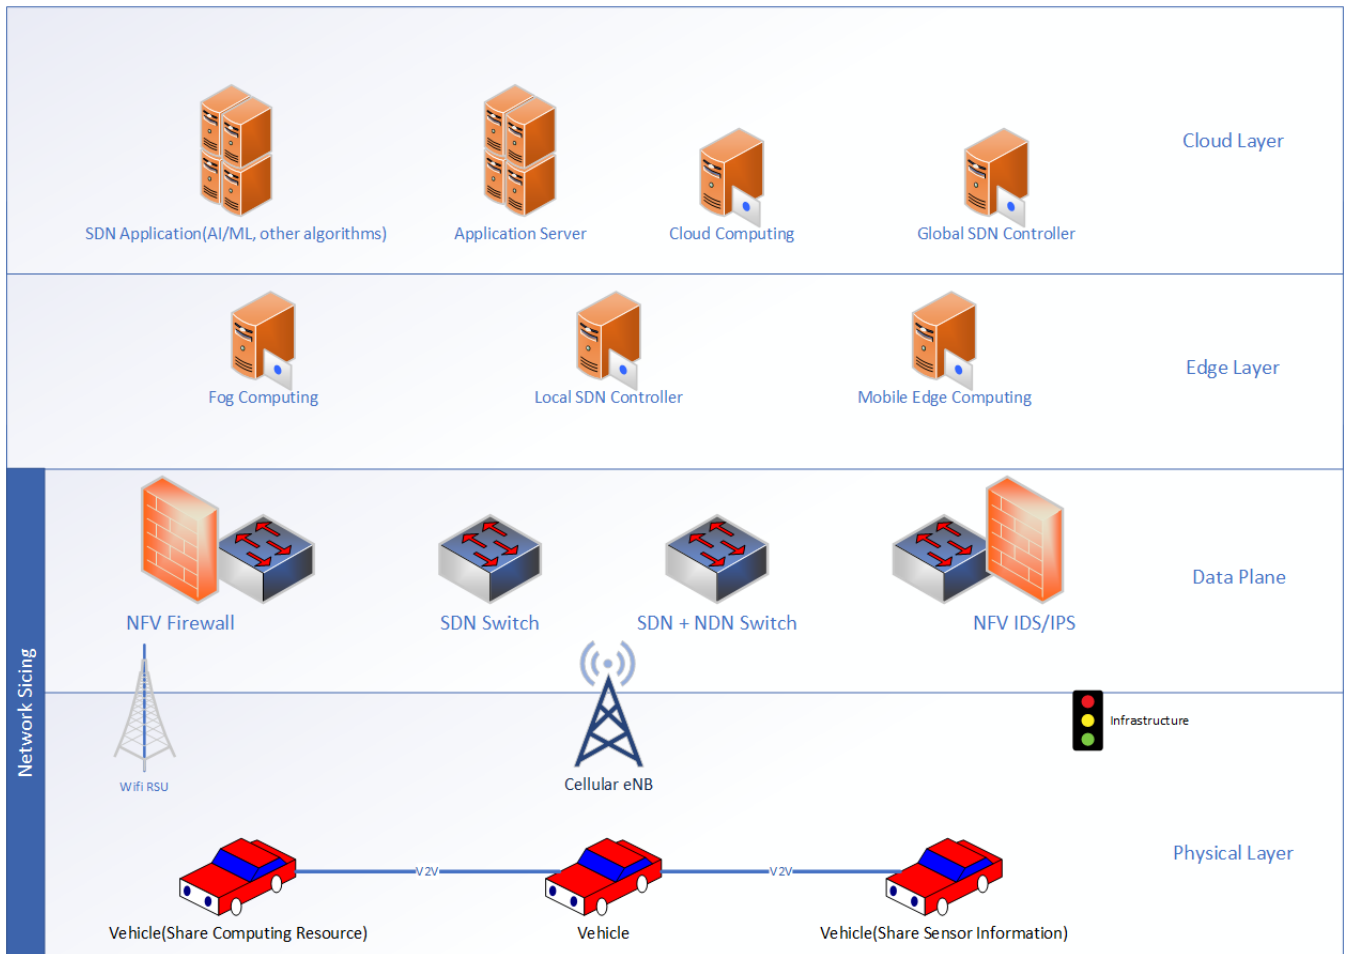 Cloud Layer
SDN Application(AI/ML, other algorithms)
Application Server
Cloud Computing
Global SDN Controller
Edge Layer
Fog Computing
Local SDN Controller
Mobile Edge Computing
Data Plane
NFV Firewall
SDN Switch
SDN + NDN Switch
NFV IDS/IPS
Network Sicing
Infrastructure
Wifi RSU
Cellular eNB
Physical Layer
V2V
V2V
Vehicle(Share Computing Resource)
Vehicle
Vehicle(Share Sensor Information)